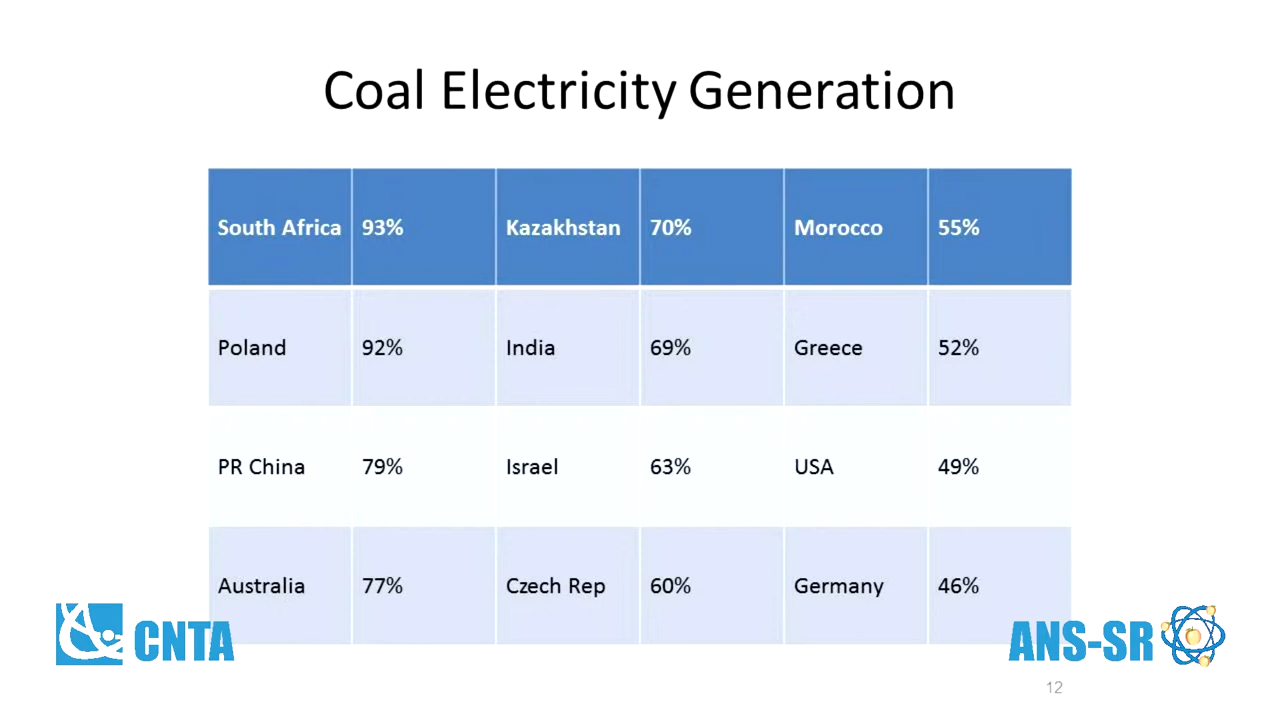 Coal Electricity Generation
South Africa 93% Kazakhstan 70% Morocco 55%
Poland 92% India 69% Greece 52%
PR China 79% Israel 63% USA 49%
Australia 77% Czech Rep 60% Germany 46%
CNTA
ANS-SR
12